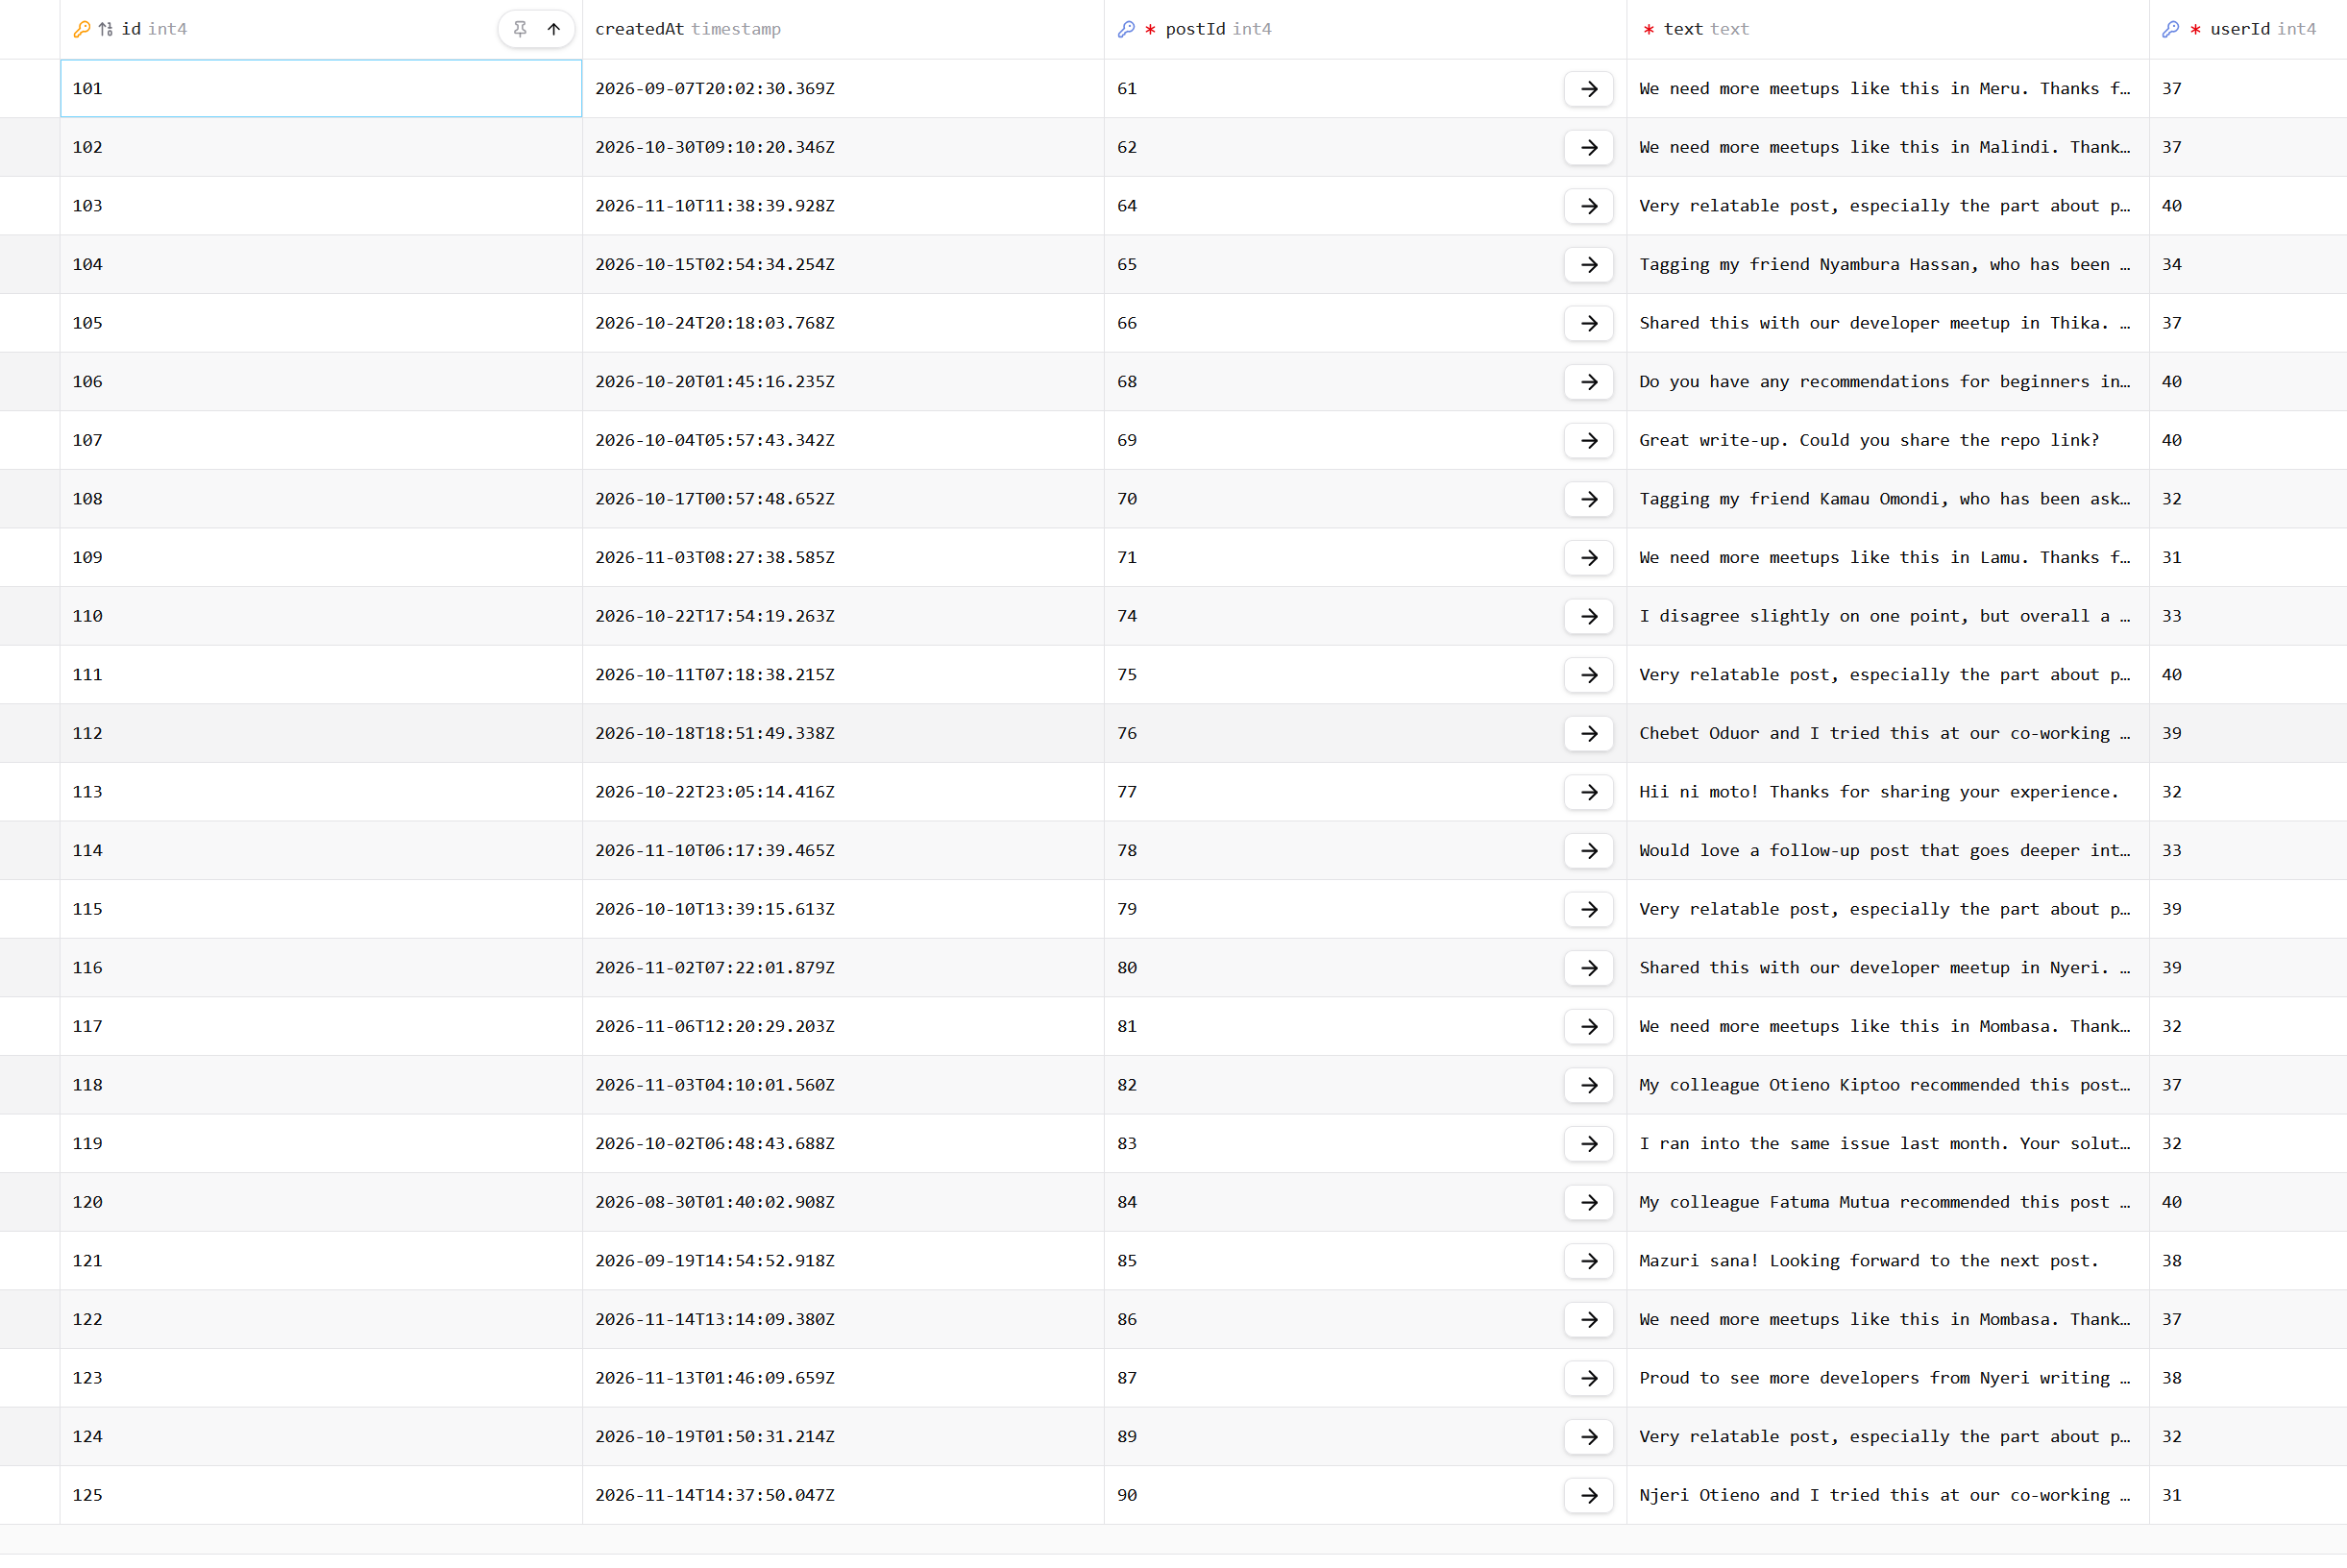 id int4 createdAt timestamp * postId int4 * text text * userId int4
101 2026-09-07T20:02:30.369Z 61 We need more meetups like this in Meru. Thanks f… 37
102 2026-10-30T09:10:20.346Z 62 We need more meetups like this in Malindi. Thank… 37
103 2026-11-10T11:38:39.928Z 64 Very relatable post, especially the part about p… 40
104 2026-10-15T02:54:34.254Z 65 Tagging my friend Nyambura Hassan, who has been … 34
105 2026-10-24T20:18:03.768Z 66 Shared this with our developer meetup in Thika. … 37
106 2026-10-20T01:45:16.235Z 68 Do you have any recommendations for beginners in… 40
107 2026-10-04T05:57:43.342Z 69 Great write-up. Could you share the repo link? 40
108 2026-10-17T00:57:48.652Z 70 Tagging my friend Kamau Omondi, who has been ask… 32
109 2026-11-03T08:27:38.585Z 71 We need more meetups like this in Lamu. Thanks f… 31
110 2026-10-22T17:54:19.263Z 74 I disagree slightly on one point, but overall a … 33
111 2026-10-11T07:18:38.215Z 75 Very relatable post, especially the part about p… 40
112 2026-10-18T18:51:49.338Z 76 Chebet Oduor and I tried this at our co-working … 39
113 2026-10-22T23:05:14.416Z 77 Hii ni moto! Thanks for sharing your experience. 32
114 2026-11-10T06:17:39.465Z 78 Would love a follow-up post that goes deeper int… 33
115 2026-10-10T13:39:15.613Z 79 Very relatable post, especially the part about p… 39
116 2026-11-02T07:22:01.879Z 80 Shared this with our developer meetup in Nyeri. … 39
117 2026-11-06T12:20:29.203Z 81 We need more meetups like this in Mombasa. Thank… 32
118 2026-11-03T04:10:01.560Z 82 My colleague Otieno Kiptoo recommended this post… 37
119 2026-10-02T06:48:43.688Z 83 I ran into the same issue last month. Your solut… 32
120 2026-08-30T01:40:02.908Z 84 My colleague Fatuma Mutua recommended this post … 40
121 2026-09-19T14:54:52.918Z 85 Mazuri sana! Looking forward to the next post. 38
122 2026-11-14T13:14:09.380Z 86 We need more meetups like this in Mombasa. Thank… 37
123 2026-11-13T01:46:09.659Z 87 Proud to see more developers from Nyeri writing … 38
124 2026-10-19T01:50:31.214Z 89 Very relatable post, especially the part about p… 32
125 2026-11-14T14:37:50.047Z 90 Njeri Otieno and I tried this at our co-working … 31